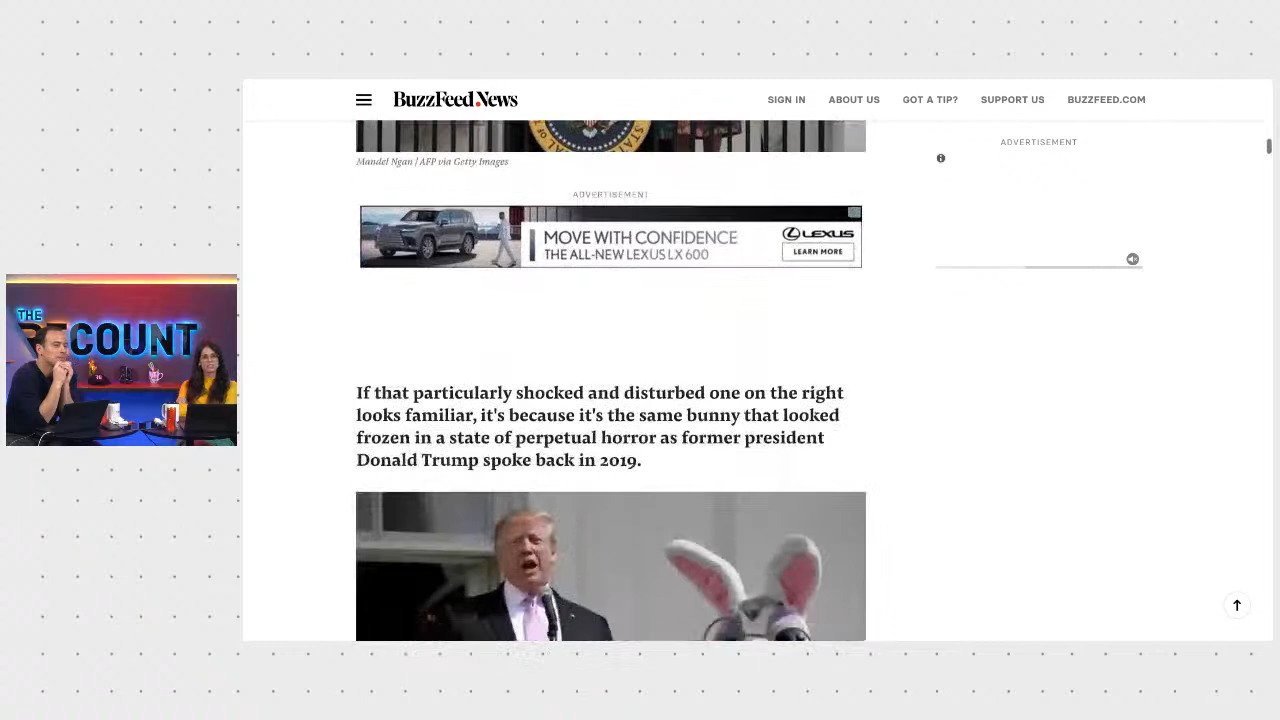 BuzzFeed News
SIGN IN
ABOUT US
GOT A TIP?
SUPPORT US
BUZZFEED.COM
Mandel Ngan / AFP via Getty Images
ADVERTISEMENT
ADVERTISEMENT
MOVE WITH CONFIDENCE
THE ALL-NEW LEXUS LX 600
LEXUS
LEARN MORE
THE
RECOUNT
If that particularly shocked and disturbed one on the right
looks familiar, it's because it's the same bunny that looked
frozen in a state of perpetual horror as former president
Donald Trump spoke back in 2019.